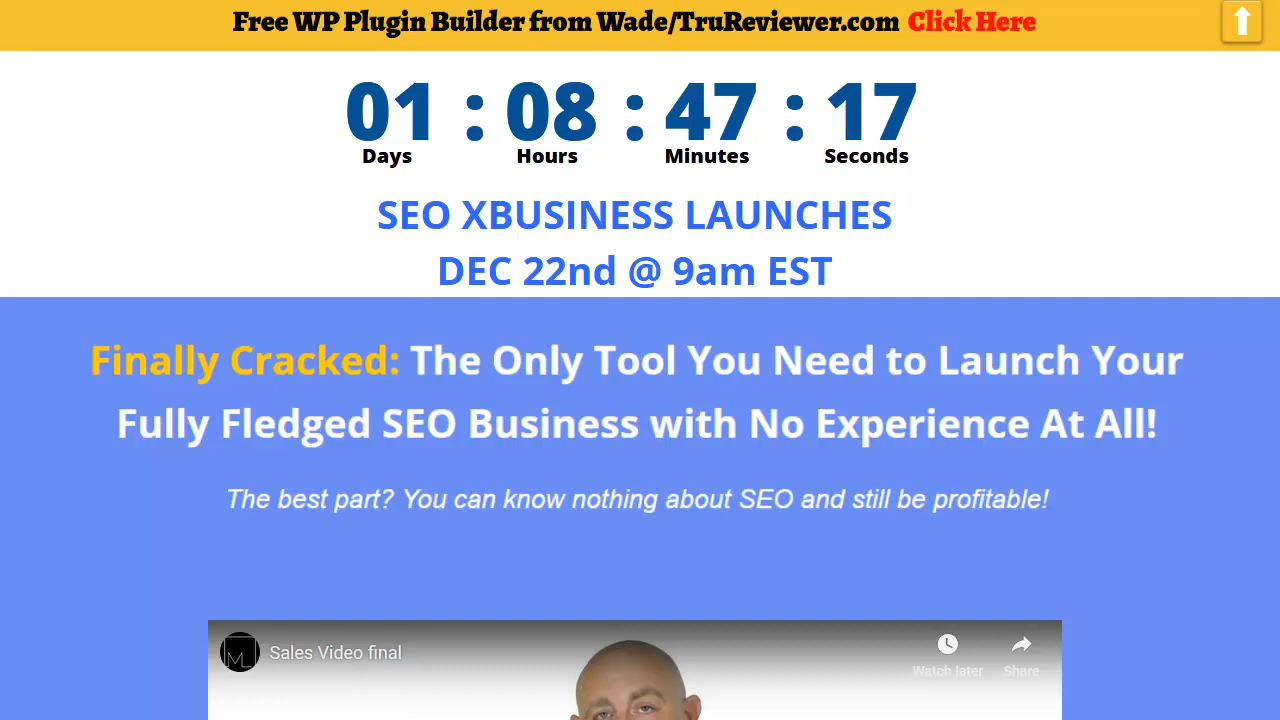 Free WP Plugin Builder from Wade/TruReviewer.com Click Here
01 : 08 : 47 : 17
Days Hours Minutes Seconds
SEO XBUSINESS LAUNCHES
DEC 22nd @ 9am EST
Finally Cracked: The Only Tool You Need to Launch Your
Fully Fledged SEO Business with No Experience At All!
The best part? You can know nothing about SEO and still be profitable!
ML Sales Video final
Watch later Share